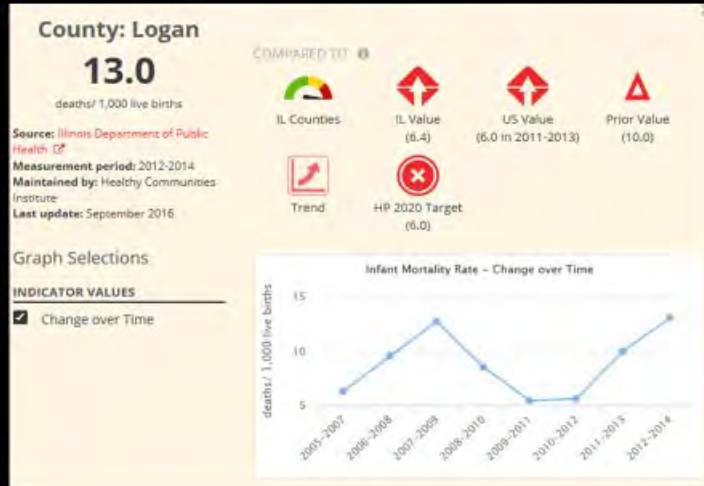 County: Logan
13.0
deaths/ 1,000 live births
Source: Illinois Department of Public
Health
Measurement period: 2012-2014
Maintained by: Healthy Communities
Institute
Last update: September 2016
COMPARED TO
IL Counties
IL Value
(6.4)
US Value
(6.0 in 2011-2013)
Prior Value
(10.0)
Trend
HP 2020 Target
(6.0)
Graph Selections
INDICATOR VALUES
Change over Time
Infant Mortality Rate – Change over Time
deaths/ 1,000 live births
15
10
5
2005-2007
2006-2008
2007-2009
2008-2010
2009-2011
2010-2012
2011-2013
2012-2014